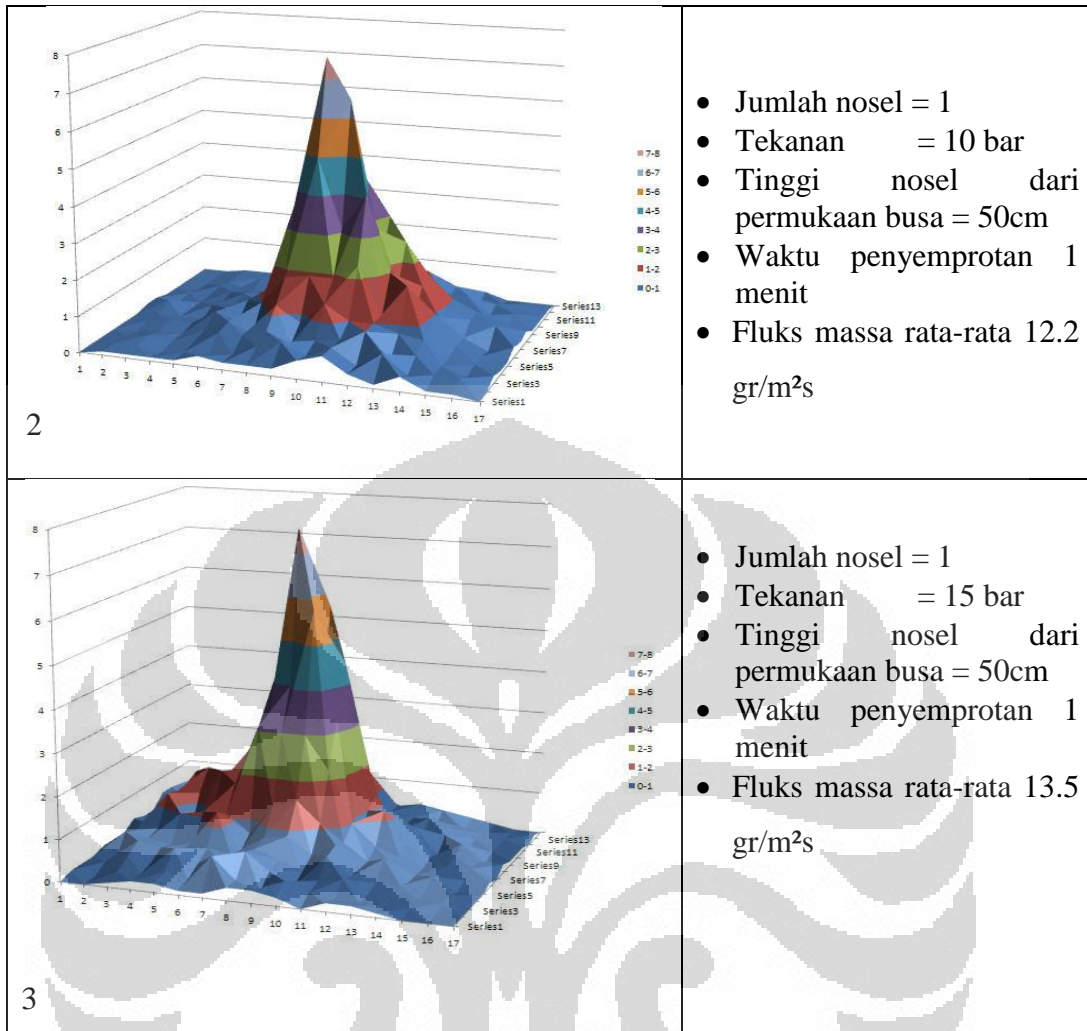 8
7
6
5
4
3
2
1
0
1 2 3 4 5 6 7 8 9 10 11 12 13 14 15 16 17
Series13
Series11
Series9
Series7
Series5
Series3
Series1
7-8
6-7
5-6
4-5
3-4
2-3
1-2
0-1
2
• Jumlah nosel = 1
• Tekanan = 10 bar
• Tinggi nosel dari
permukaan busa = 50cm
• Waktu penyemprotan 1
menit
• Fluks massa rata-rata 12.2
gr/m²s
8
7
6
5
4
3
2
1
0
1 2 3 4 5 6 7 8 9 10 11 12 13 14 15 16 17
Series13
Series11
Series9
Series7
Series5
Series3
Series1
7-8
6-7
5-6
4-5
3-4
2-3
1-2
0-1
3
• Jumlah nosel = 1
• Tekanan = 15 bar
• Tinggi nosel dari
permukaan busa = 50cm
• Waktu penyemprotan 1
menit
• Fluks massa rata-rata 13.5
gr/m²s